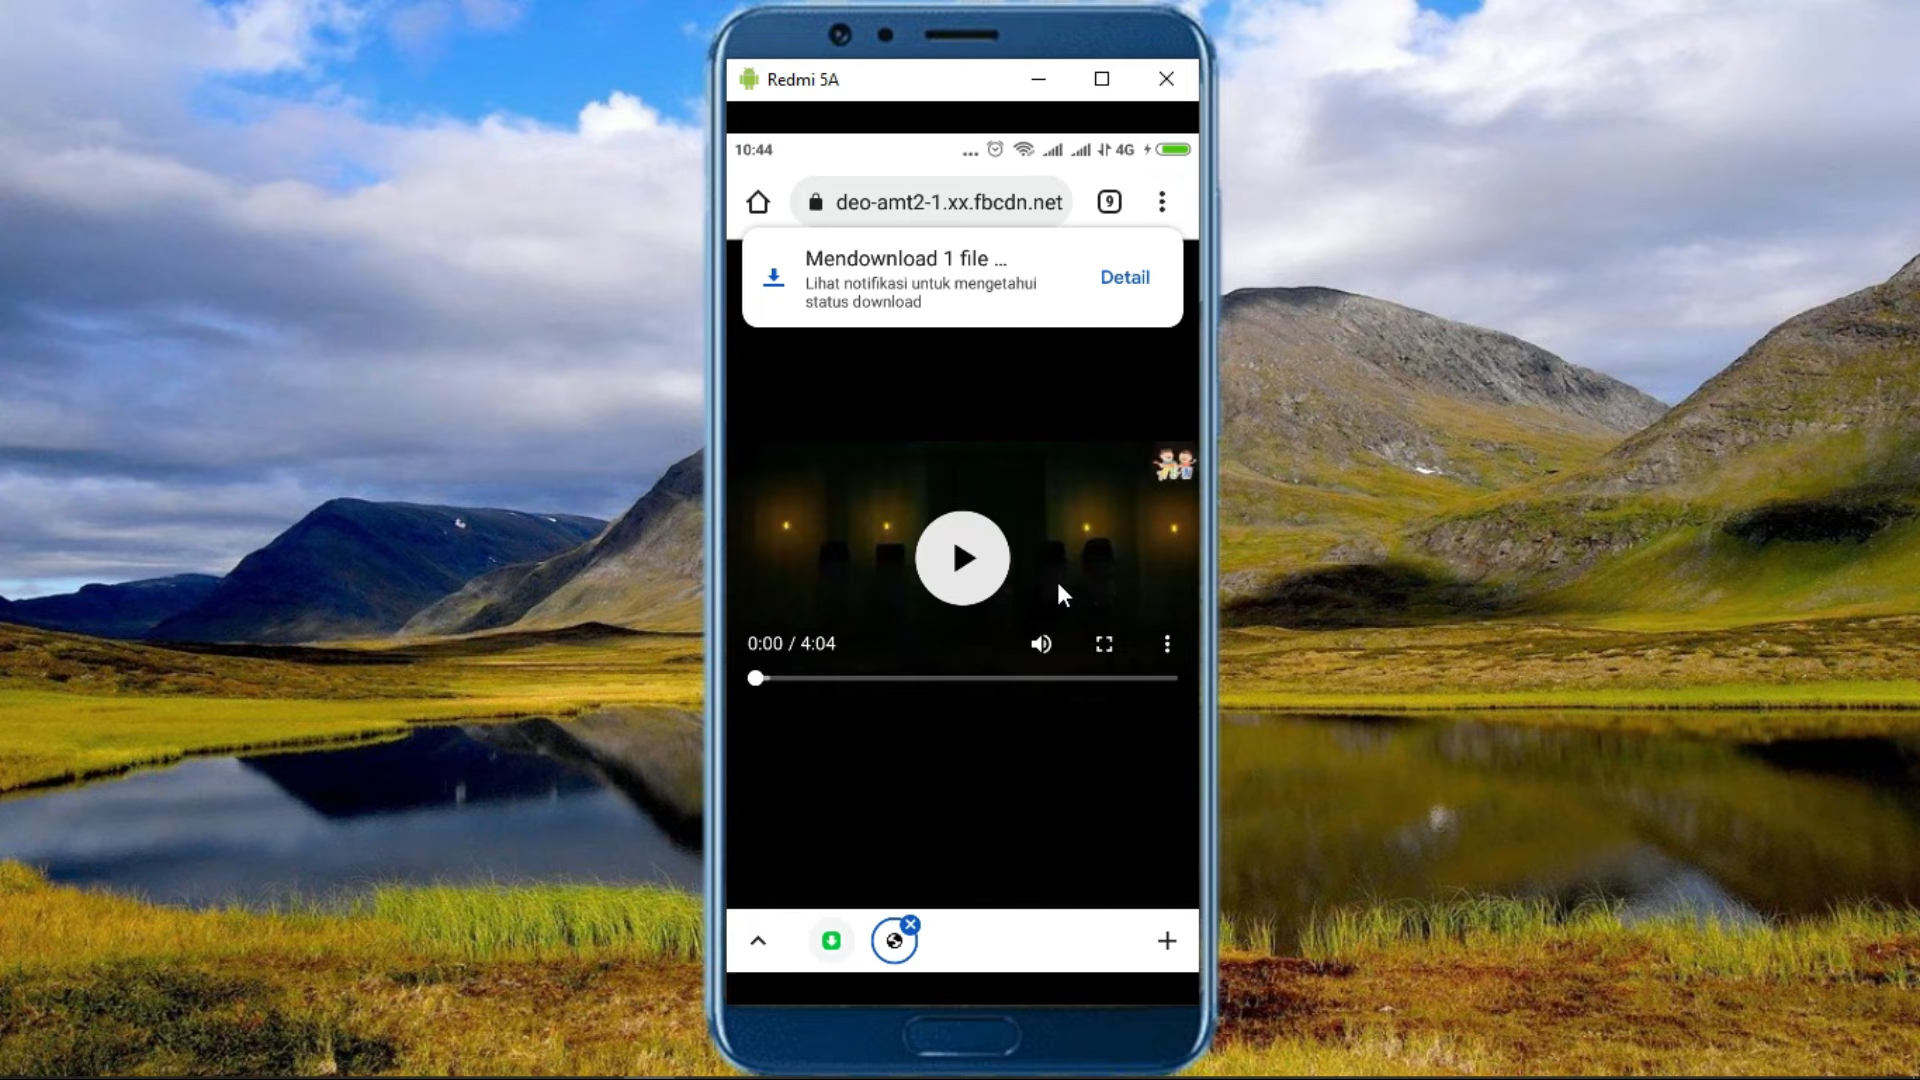 Redmi 5A
10:44
4G
deo-amt2-1.xx.fbcdn.net
9
Mendownload 1 file ...
Lihat notifikasi untuk mengetahui
status download
Detail
0:00 / 4:04